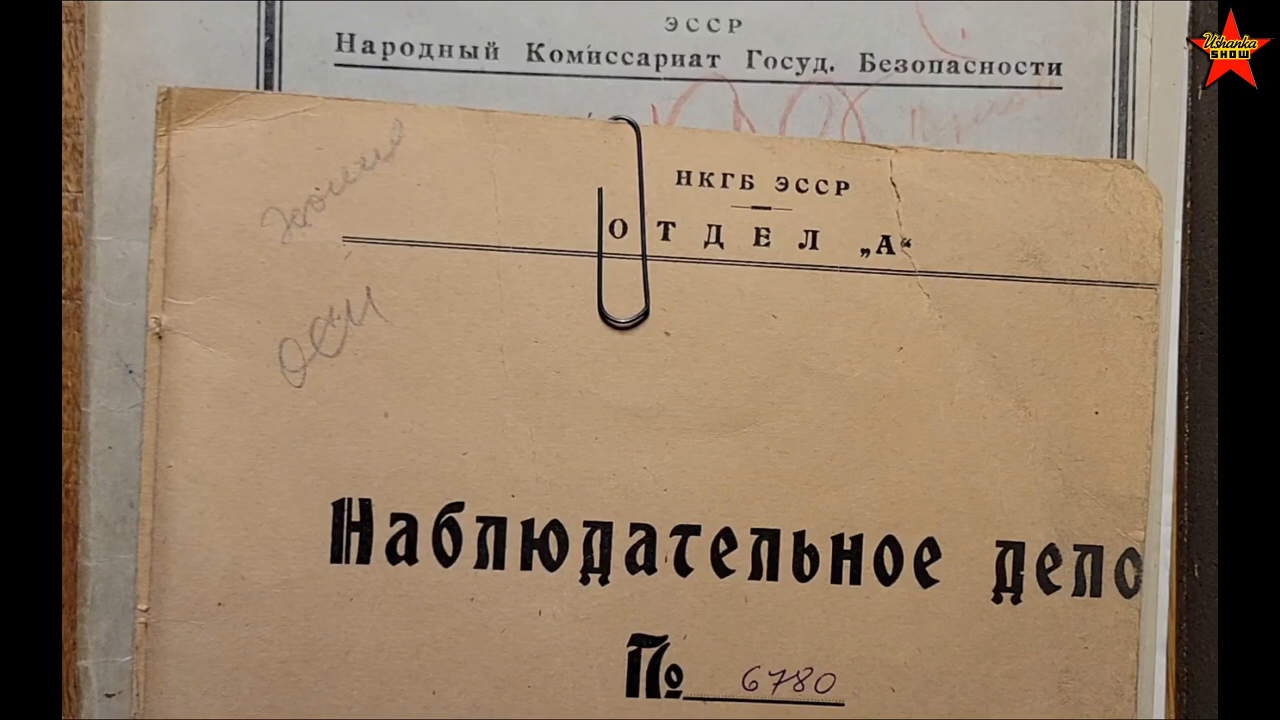 Ushanka
SHOW
ЭССР
Народный Комиссариат Госуд. Безопасности
НКГБ ЭССР
ОТДЕЛ „А“
Наблюдательное дело
№ 6780